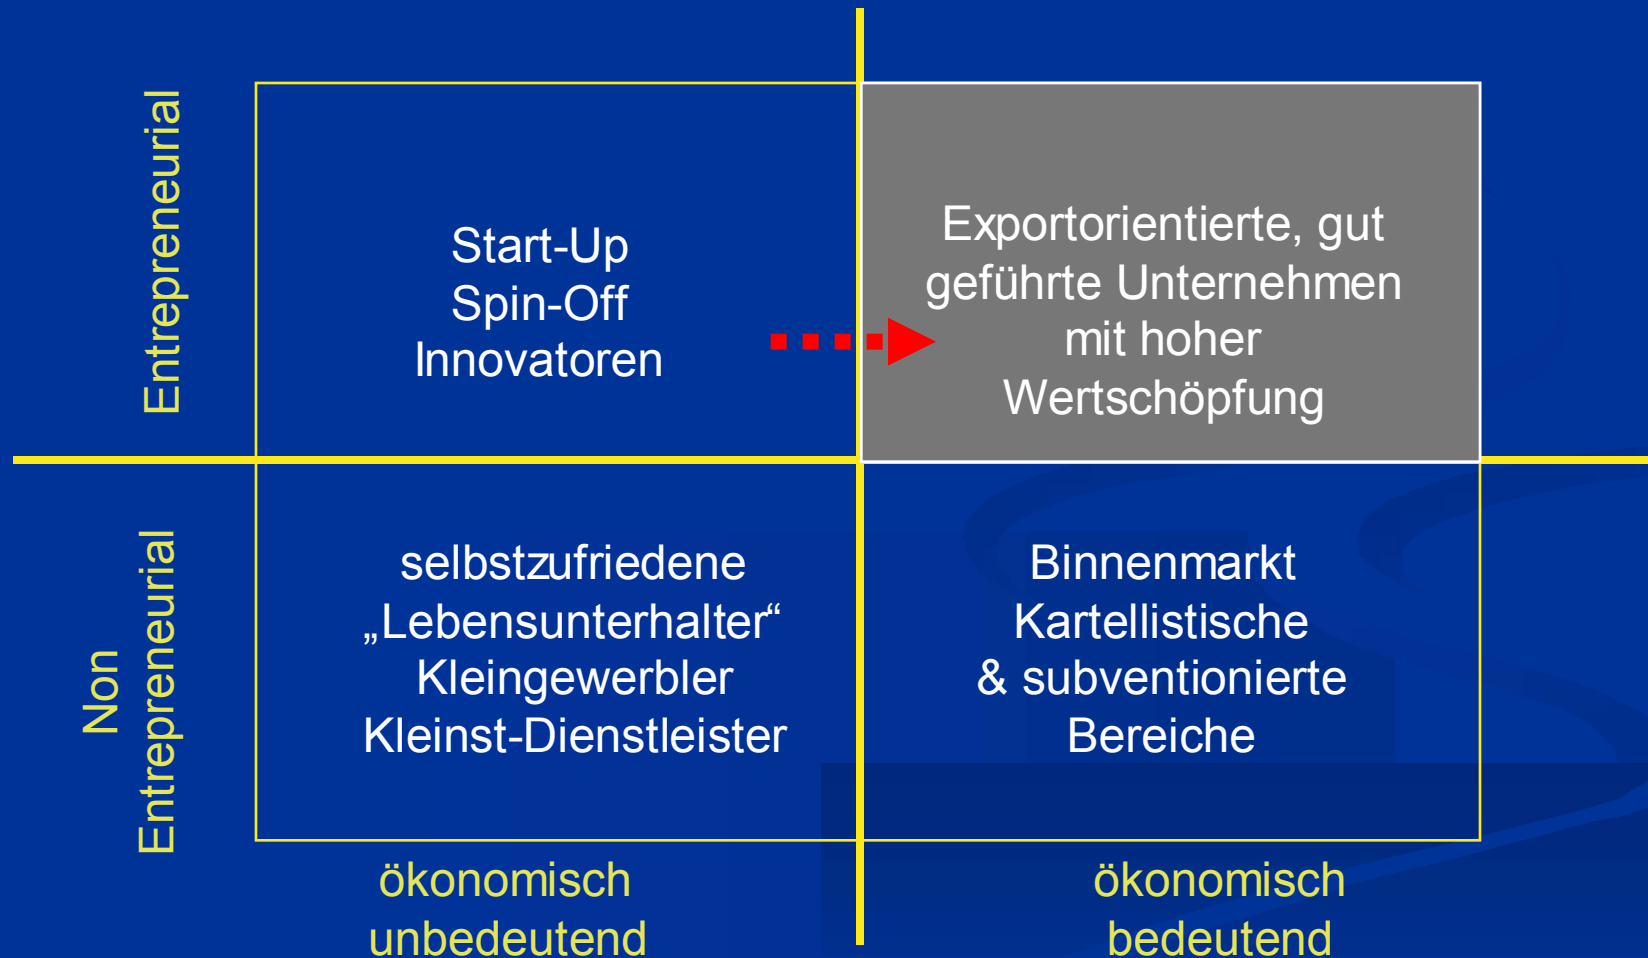 Entrepreneurial
Start-Up
Spin-Off
Innovatoren
Exportorientierte, gut
geführte Unternehmen
mit hoher
Wertschöpfung
Non
Entrepreneurial
selbstzufriedene
„Lebensunterhalter“
Kleingewerbler
Kleinst-Dienstleister
Binnenmarkt
Kartellistische
& subventionierte
Bereiche
ökonomisch
unbedeutend
ökonomisch
bedeutend